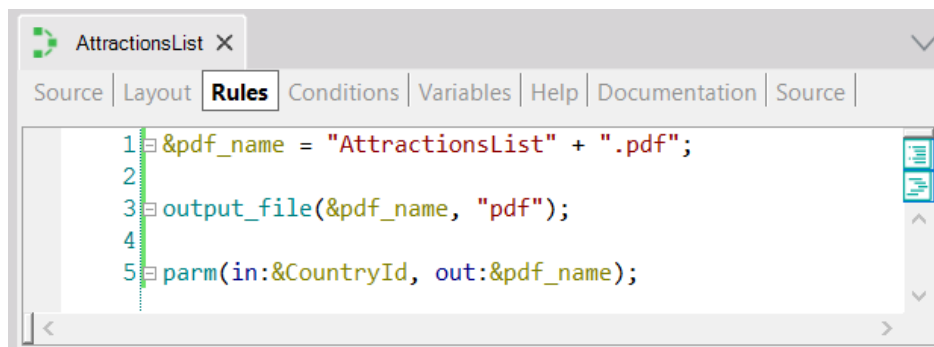 AttractionsList
Source Layout Rules Conditions Variables Help Documentation Source
1 &pdf_name = "AttractionsList" + ".pdf";
2
3 output_file(&pdf_name, "pdf");
4
5 parm(in:&CountryId, out:&pdf_name);